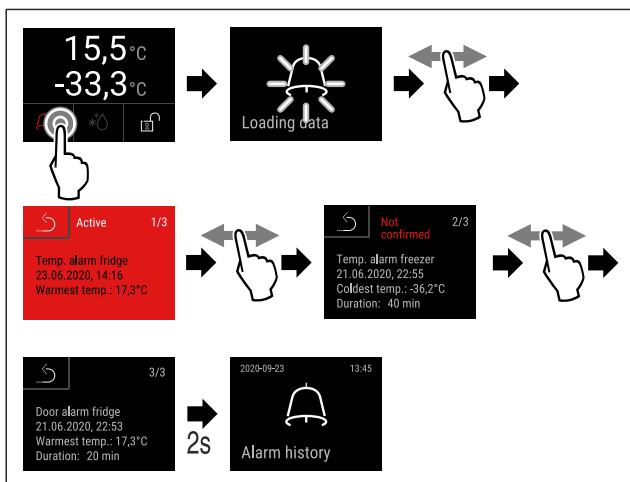 15,5°C
-33,3°C
Loading data
Active 1/3
Temp. alarm fridge
23.06.2020, 14:16
Warmest temp.: 17,3°C
Not 2/3
confirmed
Temp. alarm freezer
21.06.2020, 22:55
Coldest temp.: -36,2°C
Duration: 40 min
3/3
Door alarm fridge
21.06.2020, 22:53
Warmest temp.: 17,3°C
Duration: 20 min
2s
2020-09-23 13:45
Alarm history